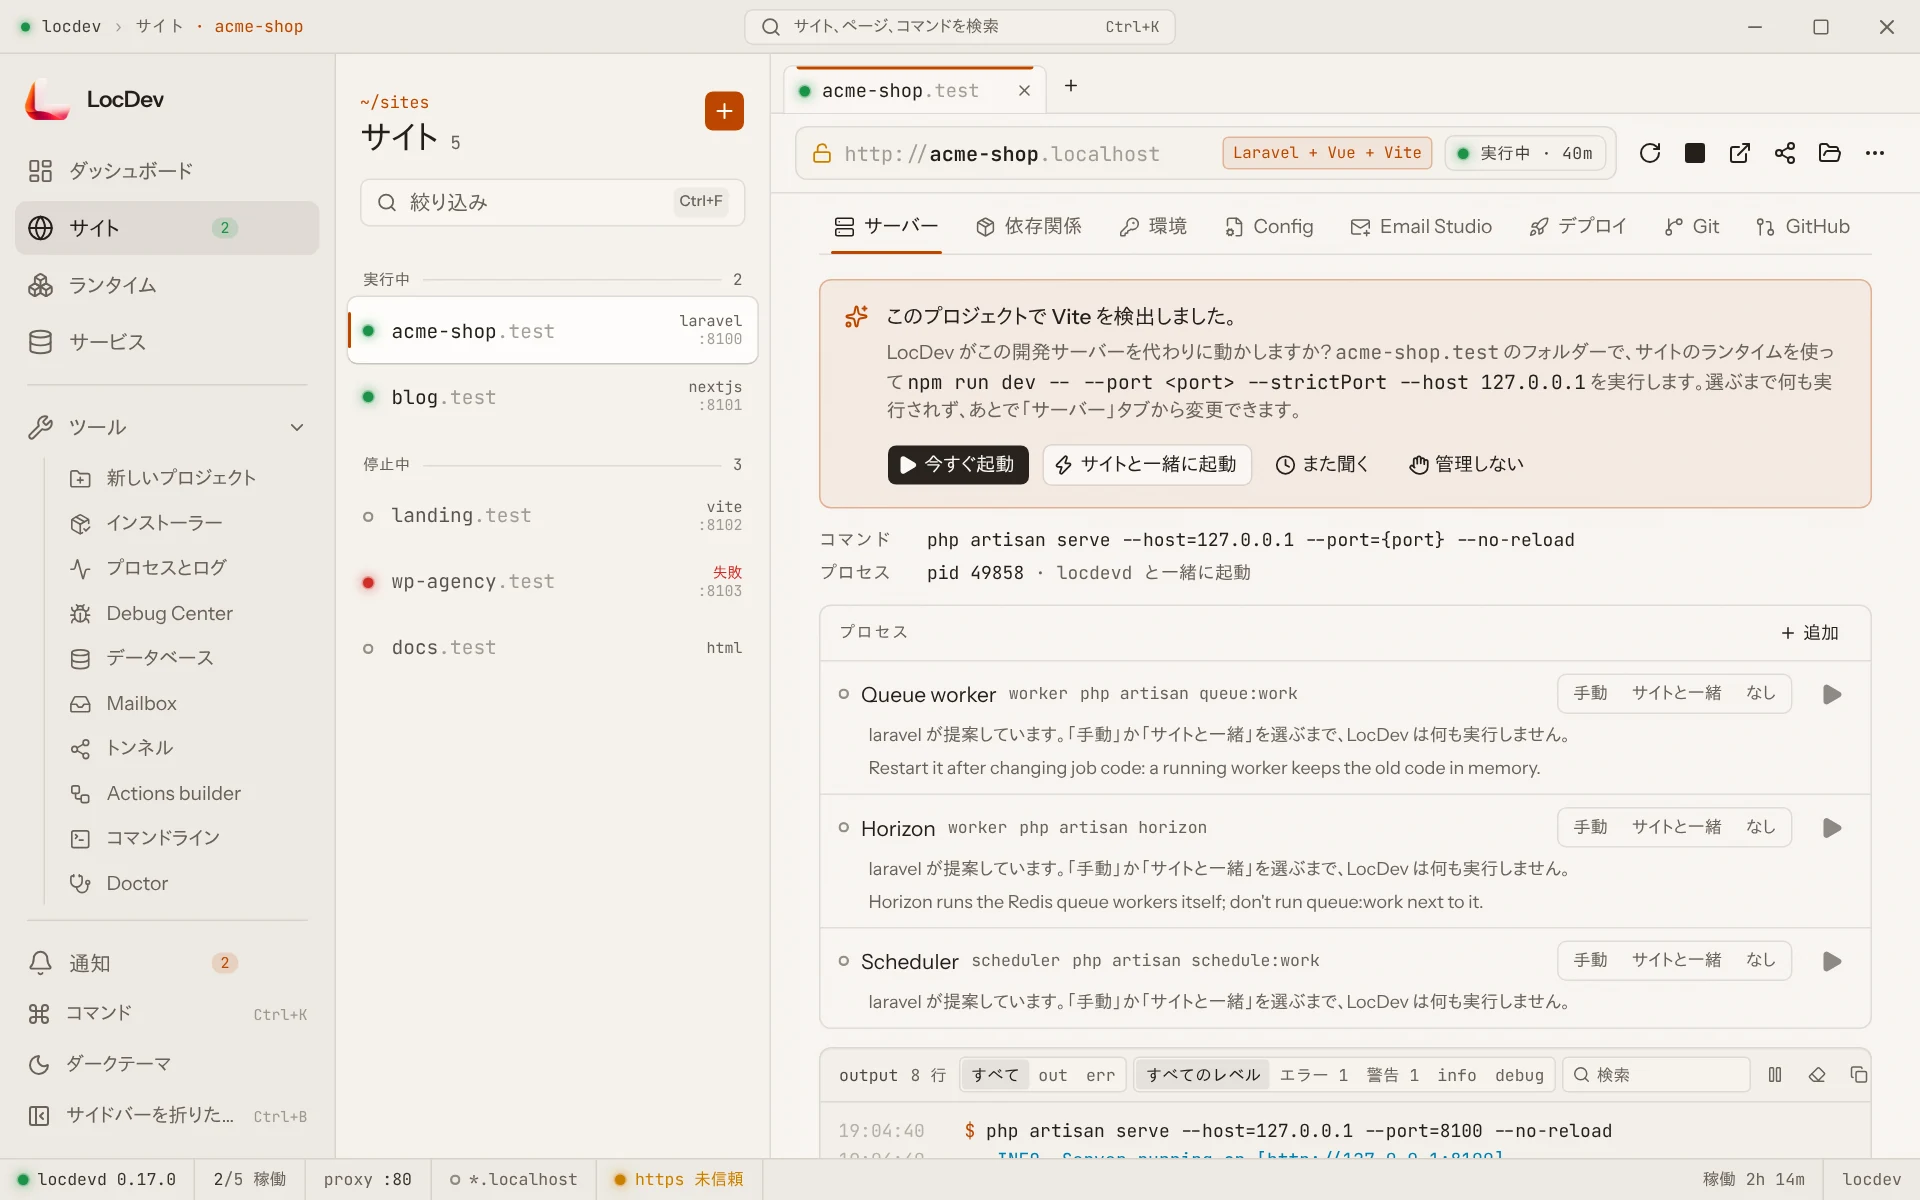 locdev › サイト · acme-shop
サイト、ページ、コマンドを検索 Ctrl+K
LocDev
ダッシュボード
サイト 2
ランタイム
サービス
ツール
新しいプロジェクト
インストーラー
プロセスとログ
Debug Center
データベース
Mailbox
トンネル
Actions builder
コマンドライン
Doctor
通知 2
コマンド Ctrl+K
ダークテーマ
サイドバーを折りた... Ctrl+B
~/sites
サイト 5
絞り込み Ctrl+F
実行中 2
acme-shop.test laravel :8100
blog.test nextjs :8101
停止中 3
landing.test vite :8102
wp-agency.test 失敗 :8103
docs.test html
acme-shop.test
http://acme-shop.localhost Laravel + Vue + Vite 実行中 · 40m
サーバー 依存関係 環境 Config Email Studio デプロイ Git GitHub
このプロジェクトで Vite を検出しました。
LocDev がこの開発サーバーを代わりに動かしますか? acme-shop.test のフォルダーで、サイトのランタイムを使っ
て npm run dev -- --port <port> --strictPort --host 127.0.0.1 を実行します。選ぶまで何も実
行されず、あとで「サーバー」タブから変更できます。
今すぐ起動 サイトと一緒に起動 また聞く 管理しない
コマンド php artisan serve --host=127.0.0.1 --port={port} --no-reload
プロセス pid 49858 · locdevd と一緒に起動
プロセス + 追加
Queue worker worker php artisan queue:work 手動 サイトと一緒 なし
laravel が提案しています。「手動」か「サイトと一緒」を選ぶまで、LocDev は何も実行しません。
Restart it after changing job code: a running worker keeps the old code in memory.
Horizon worker php artisan horizon 手動 サイトと一緒 なし
laravel が提案しています。「手動」か「サイトと一緒」を選ぶまで、LocDev は何も実行しません。
Horizon runs the Redis queue workers itself; don't run queue:work next to it.
Scheduler scheduler php artisan schedule:work 手動 サイトと一緒 なし
laravel が提案しています。「手動」か「サイトと一緒」を選ぶまで、LocDev は何も実行しません。
output 8 行 すべて out err すべてのレベル エラー 1 警告 1 info debug 検索
19:04:40 $ php artisan serve --host=127.0.0.1 --port=8100 --no-reload
19:04:40 INFO Server running on [http://127.0.0.1:8100]
locdevd 0.17.0 2/5 稼働 proxy :80 *.localhost https 未信頼 稼働 2h 14m locdev